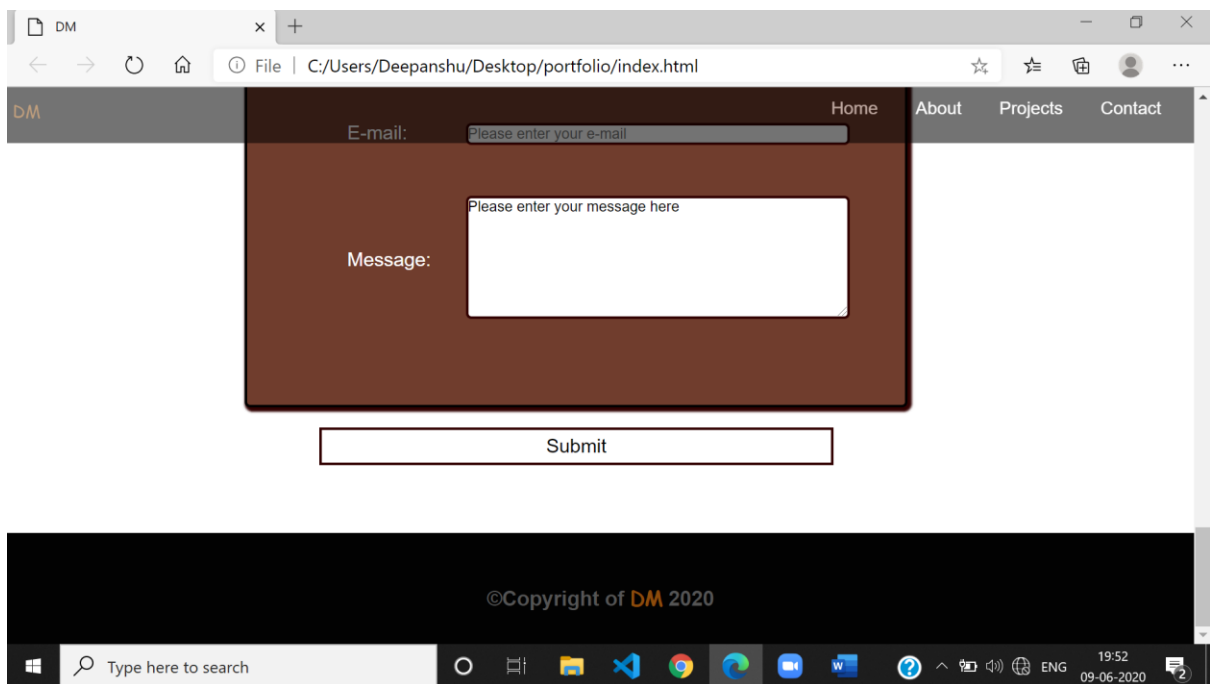 DM
File | C:/Users/Deepanshu/Desktop/portfolio/index.html
DM Home About Projects Contact
E-mail: Please enter your e-mail
Please enter your message here
Message:
Submit
©Copyright of DM 2020
Type here to search
W
ENG
19:52
09-06-2020
2